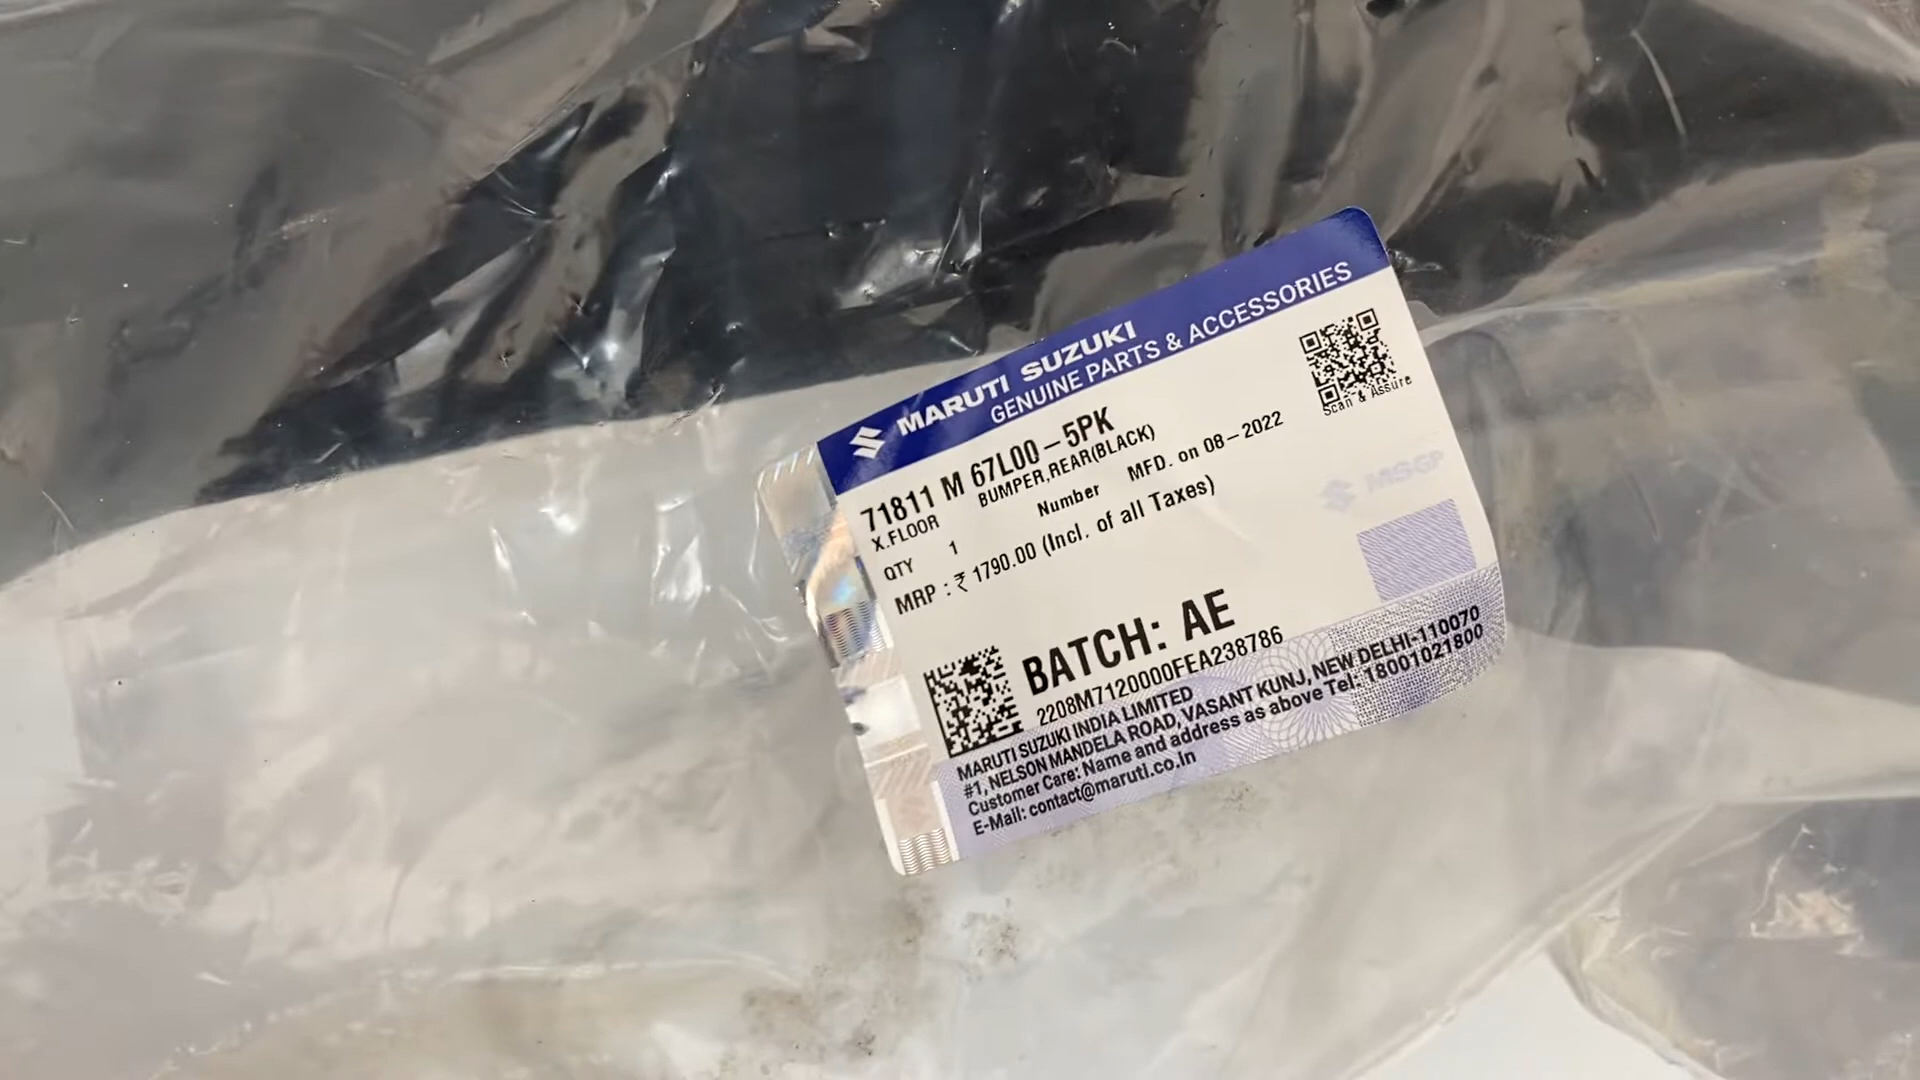 MARUTI SUZUKI
GENUINE PARTS & ACCESSORIES
Scan & Assure
71811 M 67L00-5PK
X.FLOOR BUMPER,REAR(BLACK)
QTY 1 Number MFD. on 08-2022
MRP : ₹ 1790.00 (Incl. of all Taxes)
MSGP
BATCH: AE
2208M7120000FEA238786
MARUTI SUZUKI INDIA LIMITED
#1, NELSON MANDELA ROAD, VASANT KUNJ, NEW DELHI-110070
Customer Care: Name and address as above Tel: 18001021800
E-Mail: contact@maruti.co.in